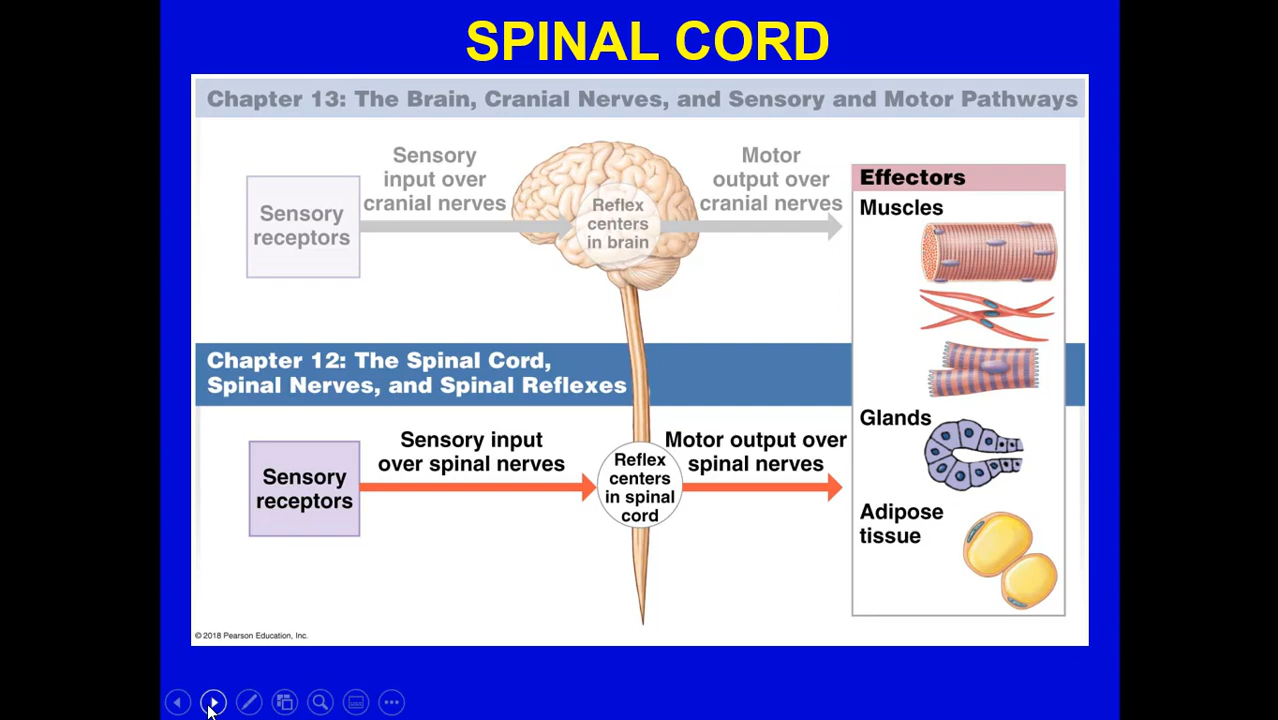 SPINAL CORD
Chapter 13: The Brain, Cranial Nerves, and Sensory and Motor Pathways
Sensory
input over
cranial nerves
Motor
output over
cranial nerves
Sensory
receptors
Reflex
centers
in brain
Effectors
Muscles
Chapter 12: The Spinal Cord,
Spinal Nerves, and Spinal Reflexes
Sensory input
over spinal nerves
Motor output over
spinal nerves
Sensory
receptors
Reflex
centers
in spinal
cord
Glands
Adipose
tissue
© 2018 Pearson Education, Inc.